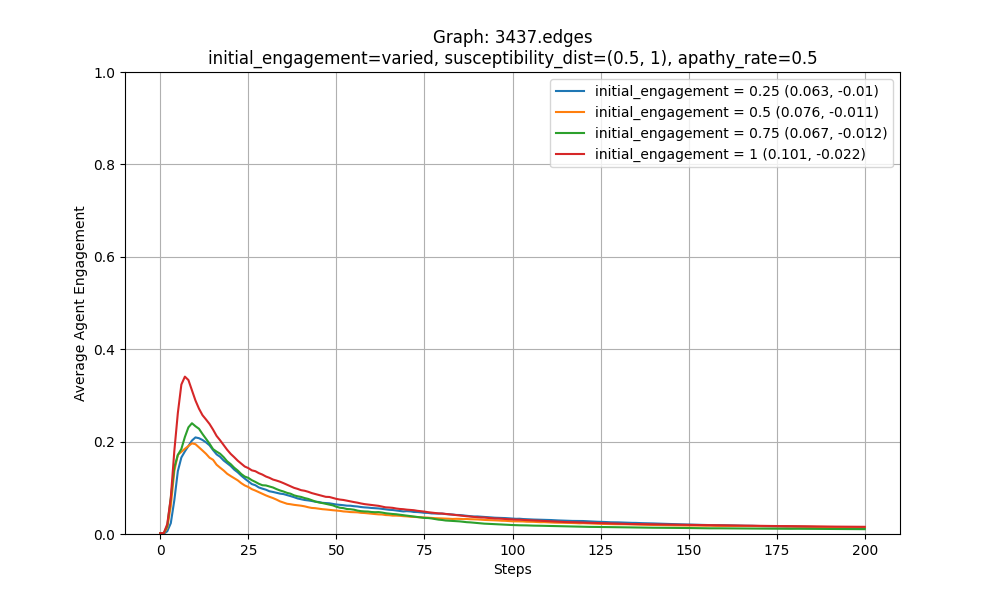 Graph: 3437.edges
initial_engagement=varied, susceptibility_dist=(0.5, 1), apathy_rate=0.5
initial_engagement = 0.25 (0.063, -0.01)
initial_engagement = 0.5 (0.076, -0.011)
initial_engagement = 0.75 (0.067, -0.012)
initial_engagement = 1 (0.101, -0.022)
Average Agent Engagement
1.0
0.8
0.6
0.4
0.2
0.0
0 25 50 75 100 125 150 175 200
Steps